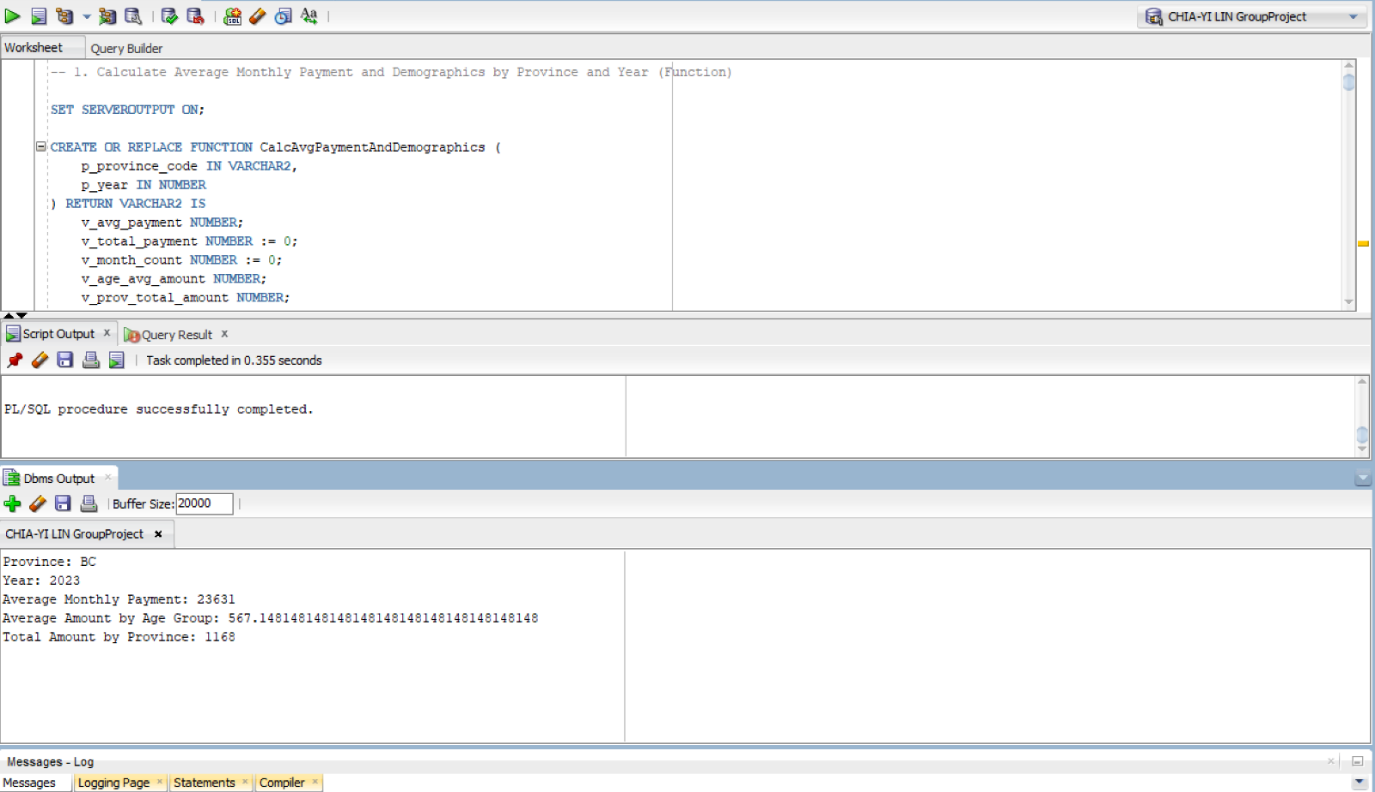 CHIA-YI LIN GroupProject
Worksheet Query Builder
-- 1. Calculate Average Monthly Payment and Demographics by Province and Year (Function)
SET SERVEROUTPUT ON;
CREATE OR REPLACE FUNCTION CalcAvgPaymentAndDemographics (
p_province_code IN VARCHAR2,
p_year IN NUMBER
) RETURN VARCHAR2 IS
v_avg_payment NUMBER;
v_total_payment NUMBER := 0;
v_month_count NUMBER := 0;
v_age_avg_amount NUMBER;
v_prov_total_amount NUMBER;
Script Output x Query Result x
Task completed in 0.355 seconds
PL/SQL procedure successfully completed.
Dbms Output ×
Buffer Size: 20000
CHIA-YI LIN GroupProject ×
Province: BC
Year: 2023
Average Monthly Payment: 23631
Average Amount by Age Group: 567.148148148148148148148148148148148148
Total Amount by Province: 1168
Messages - Log
Messages Logging Page × Statements × Compiler ×